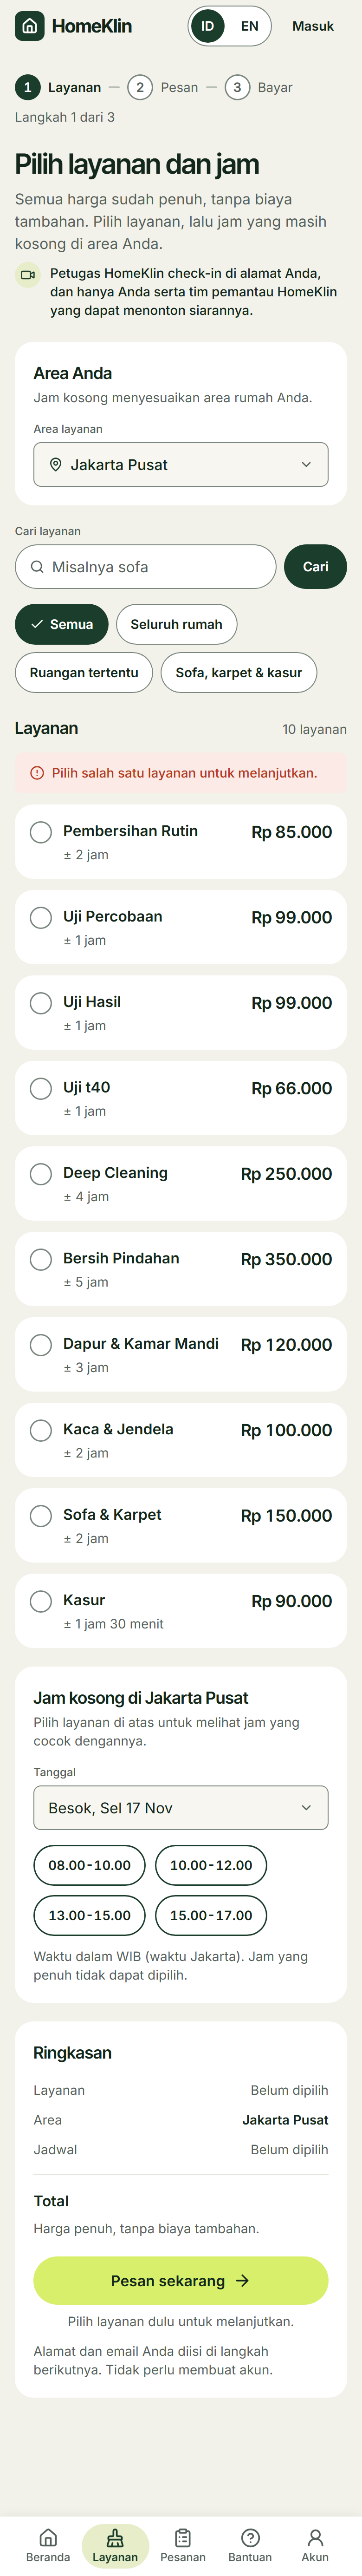 HomeKlin
ID EN
Masuk
1 Layanan — 2 Pesan — 3 Bayar
Langkah 1 dari 3
Pilih layanan dan jam
Semua harga sudah penuh, tanpa biaya
tambahan. Pilih layanan, lalu jam yang masih
kosong di area Anda.
Petugas HomeKlin check-in di alamat Anda,
dan hanya Anda serta tim pemantau HomeKlin
yang dapat menonton siarannya.
Area Anda
Jam kosong menyesuaikan area rumah Anda.
Area layanan
Jakarta Pusat
Cari layanan
Misalnya sofa
Cari
Semua
Seluruh rumah
Ruangan tertentu
Sofa, karpet & kasur
Layanan
10 layanan
Pilih salah satu layanan untuk melanjutkan.
Pembersihan Rutin Rp 85.000
± 2 jam
Uji Percobaan Rp 99.000
± 1 jam
Uji Hasil Rp 99.000
± 1 jam
Uji t40 Rp 66.000
± 1 jam
Deep Cleaning Rp 250.000
± 4 jam
Bersih Pindahan Rp 350.000
± 5 jam
Dapur & Kamar Mandi Rp 120.000
± 3 jam
Kaca & Jendela Rp 100.000
± 2 jam
Sofa & Karpet Rp 150.000
± 2 jam
Kasur Rp 90.000
± 1 jam 30 menit
Jam kosong di Jakarta Pusat
Pilih layanan di atas untuk melihat jam yang
cocok dengannya.
Tanggal
Besok, Sel 17 Nov
08.00-10.00
10.00-12.00
13.00-15.00
15.00-17.00
Waktu dalam WIB (waktu Jakarta). Jam yang
penuh tidak dapat dipilih.
Ringkasan
Layanan Belum dipilih
Area Jakarta Pusat
Jadwal Belum dipilih
Total
Harga penuh, tanpa biaya tambahan.
Pesan sekarang →
Pilih layanan dulu untuk melanjutkan.
Alamat dan email Anda diisi di langkah
berikutnya. Tidak perlu membuat akun.
Beranda
Layanan
Pesanan
Bantuan
Akun